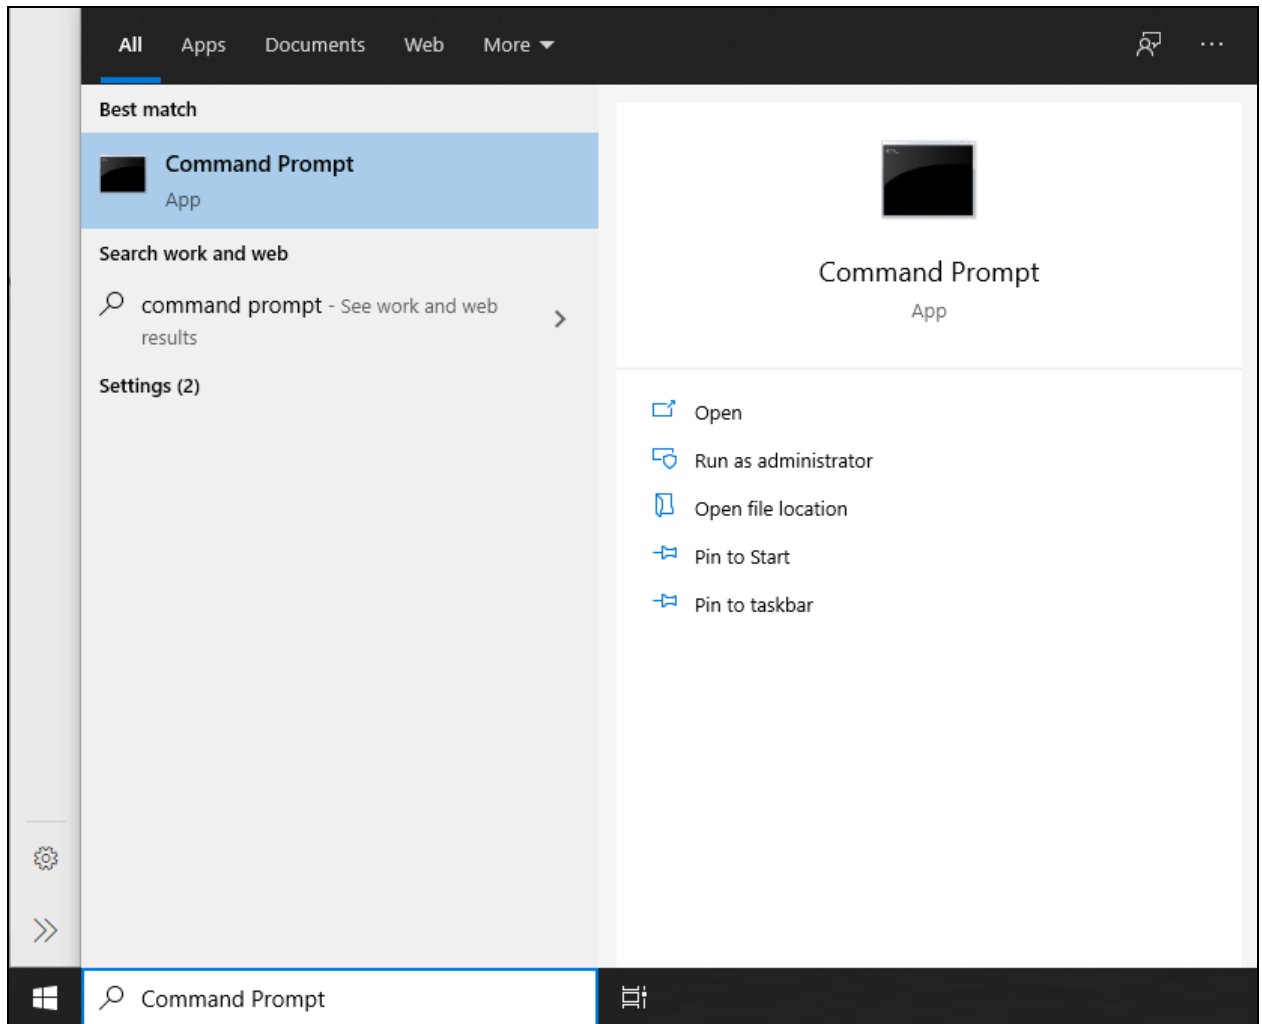 All Apps Documents Web More
Best match
Command Prompt
App
Search work and web
command prompt - See work and web
results
Settings (2)
Command Prompt
App
Open
Run as administrator
Open file location
Pin to Start
Pin to taskbar
Command Prompt